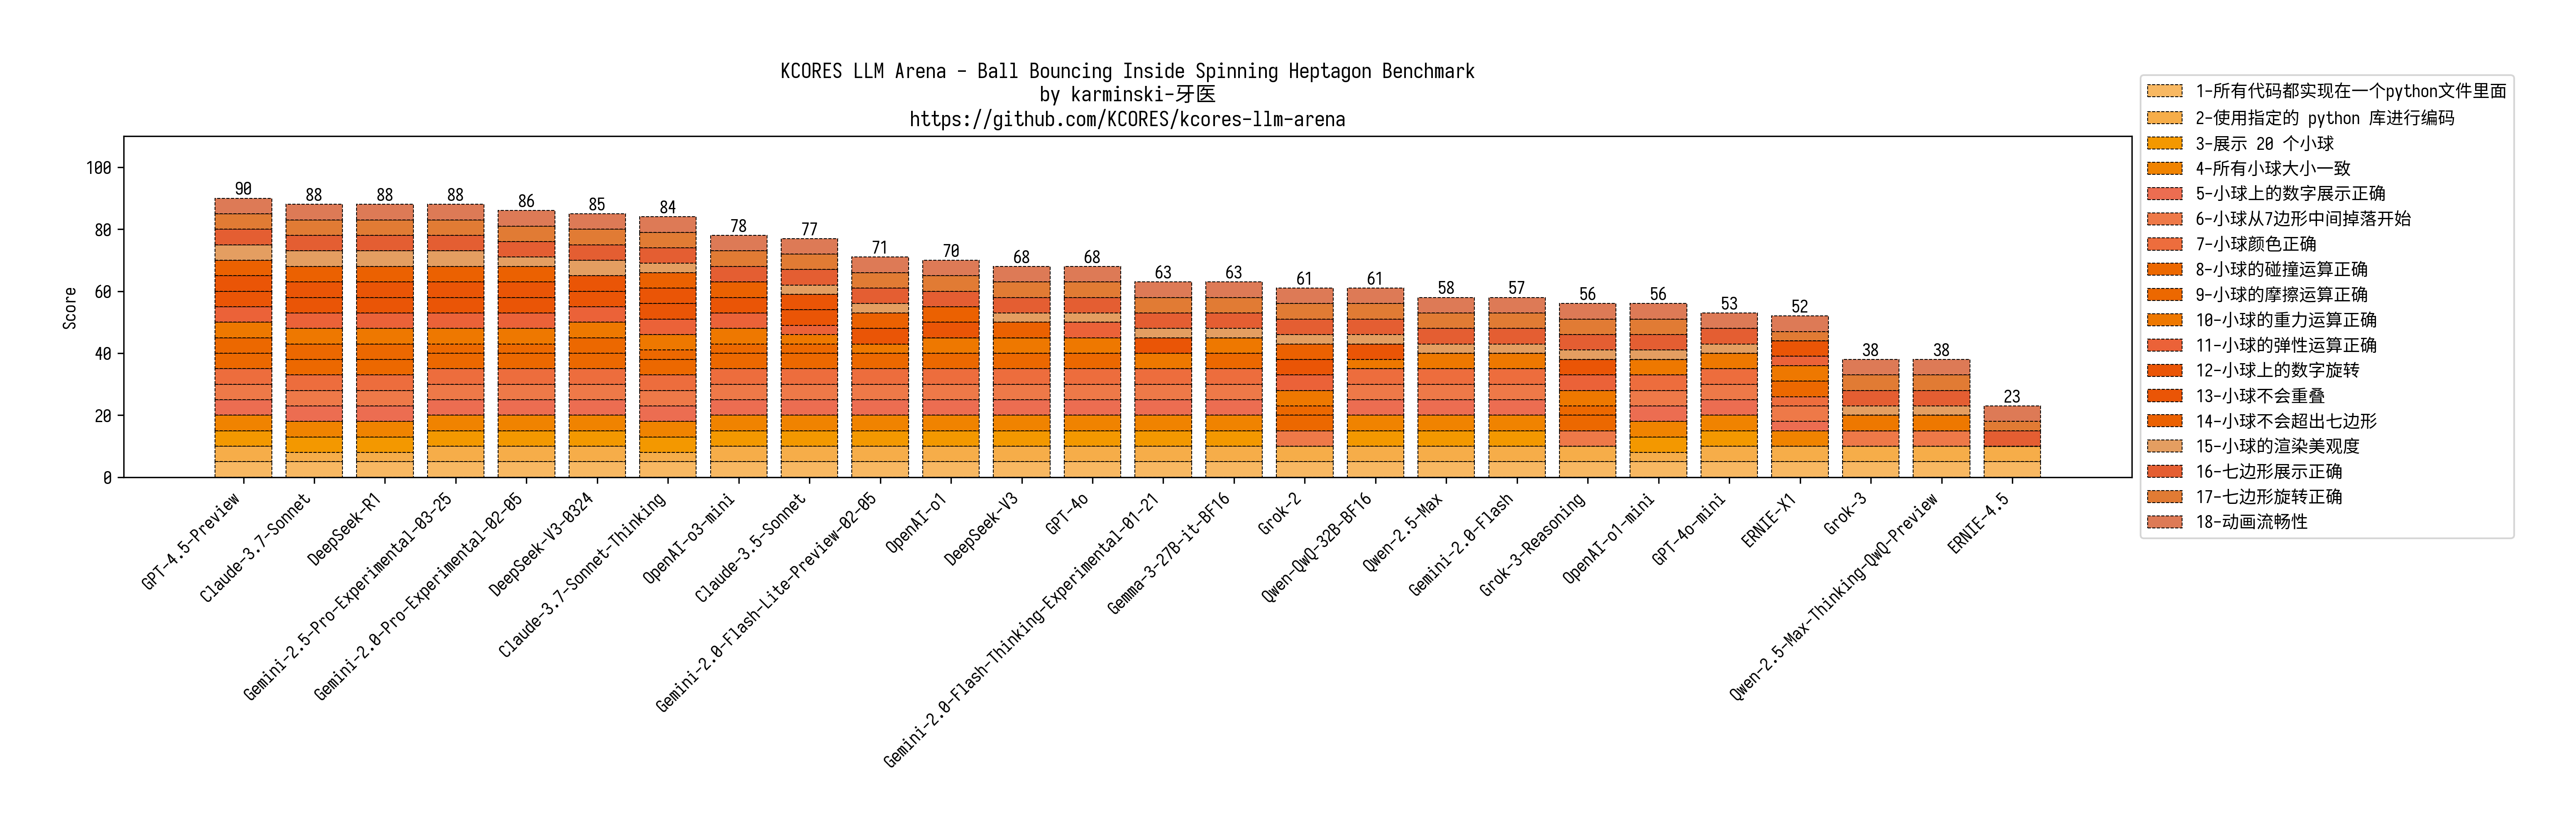 KCORES LLM Arena - Ball Bouncing Inside Spinning Heptagon Benchmark
by karminski-牙医
https://github.com/KCORES/kcores-llm-arena
Score
100
80
60
40
20
0
90
88
88
88
86
85
84
78
77
71
70
68
68
63
63
61
61
58
57
56
56
53
52
38
38
23
GPT-4.5-Preview
Claude-3.7-Sonnet
DeepSeek-R1
Gemini-2.5-Pro-Experimental-03-25
Gemini-2.0-Pro-Experimental-02-05
DeepSeek-V3-0324
Claude-3.7-Sonnet-Thinking
OpenAI-o3-mini
Claude-3.5-Sonnet
Gemini-2.0-Flash-Lite-Preview-02-05
OpenAI-o1
DeepSeek-V3
GPT-4o
Gemini-2.0-Flash-Thinking-Experimental-01-21
Gemma-3-27B-it-BF16
Grok-2
Qwen-QwQ-32B-BF16
Qwen-2.5-Max
Gemini-2.0-Flash
Grok-3-Reasoning
OpenAI-o1-mini
GPT-4o-mini
ERNIE-X1
Grok-3
Qwen-2.5-Max-Thinking-QwQ-Preview
ERNIE-4.5
1-所有代码都实现在一个python文件里面
2-使用指定的 python 库进行编码
3-展示 20 个小球
4-所有小球大小一致
5-小球上的数字展示正确
6-小球从7边形中间掉落开始
7-小球颜色正确
8-小球的碰撞运算正确
9-小球的摩擦运算正确
10-小球的重力运算正确
11-小球的弹性运算正确
12-小球上的数字旋转
13-小球不会重叠
14-小球不会超出七边形
15-小球的渲染美观度
16-七边形展示正确
17-七边形旋转正确
18-动画流畅性